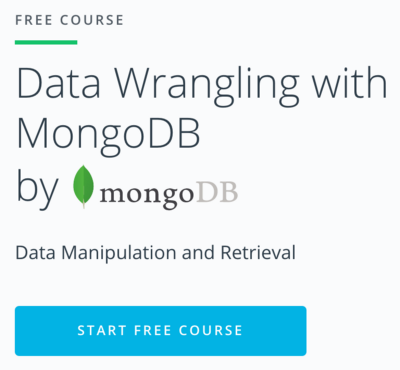 FREE COURSE
Data Wrangling with
MongoDB
by mongoDB
Data Manipulation and Retrieval
START FREE COURSE